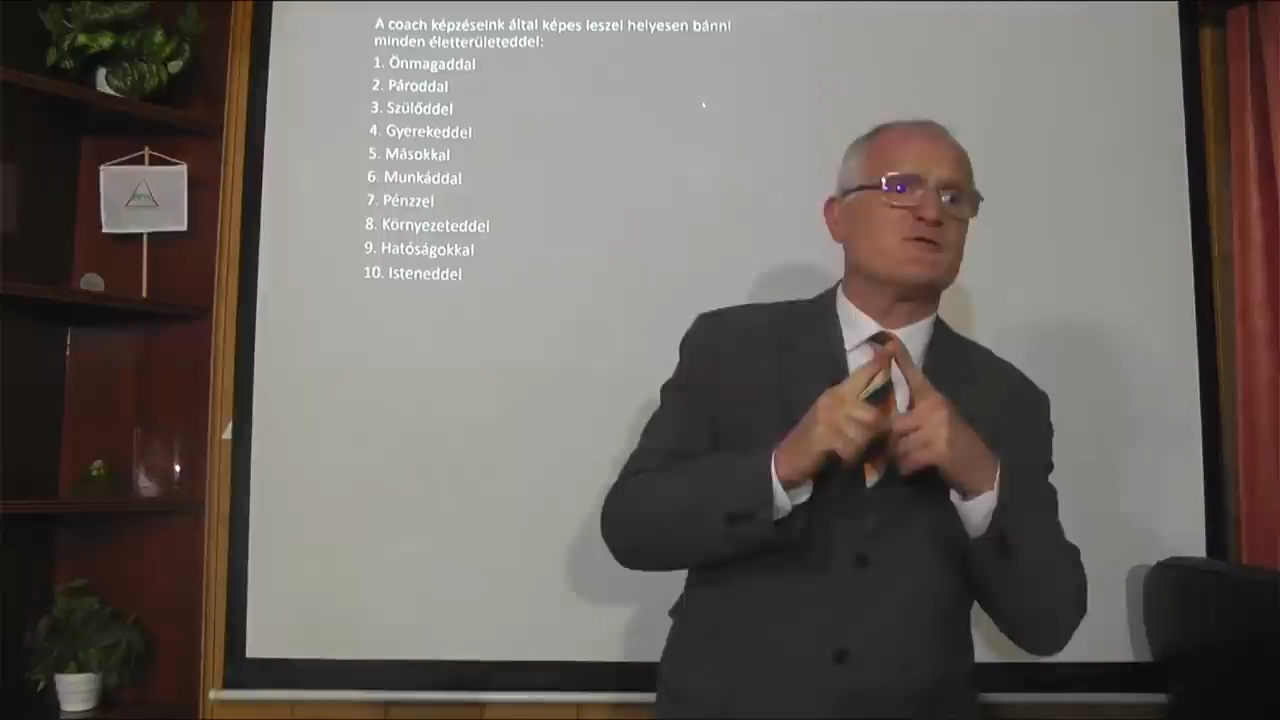 A coach képzéseink által képes leszel helyesen bánni
minden életterületeddel:
1. Önmagaddal
2. Pároddal
3. Szülőddel
4. Gyerekeddel
5. Másokkal
6. Munkáddal
7. Pénzzel
8. Környezeteddel
9. Hatóságokkal
10. Isteneddel